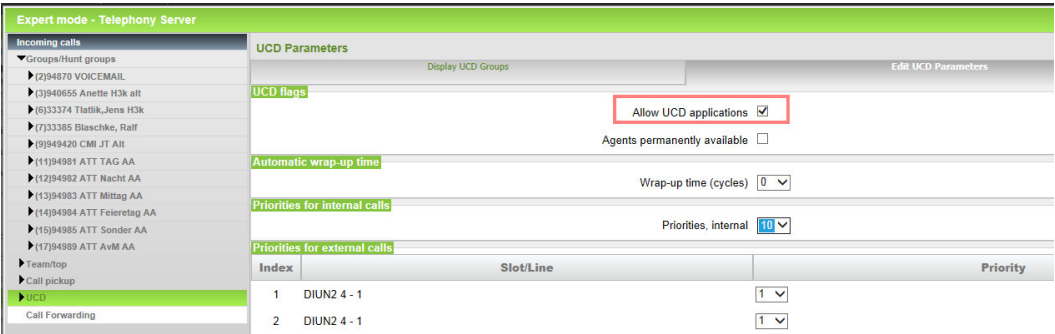 Expert mode - Telephony Server
Incoming calls
Groups/Hunt groups
(2)94870 VOICEMAIL
(3)940655 Anette H3k alt
(6)33374 Tlatlik,Jens H3k
(7)33385 Blaschke, Ralf
(9)949420 CMI JT Alt
(11)94981 ATT TAG AA
(12)94982 ATT Nacht AA
(13)94983 ATT Mittag AA
(14)94984 ATT Feieretag AA
(15)94985 ATT Sonder AA
(17)94989 ATT AvM AA
Team/top
Call pickup
UCD
Call Forwarding
UCD Parameters
Display UCD Groups
Edit UCD Parameters
UCD flags
Allow UCD applications
Agents permanently available
Automatic wrap-up time
Wrap-up time (cycles) 0
Priorities for internal calls
Priorities, internal 10
Priorities for external calls
Index Slot/Line Priority
1 DIUN2 4 - 1 1
2 DIUN2 4 - 1 1